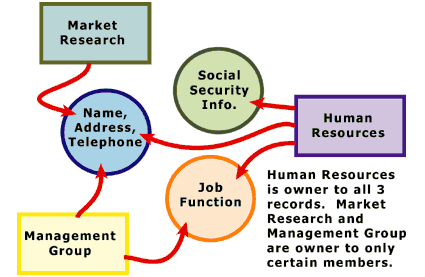 Market
Research
Social
Security
Info.
Name,
Address,
Telephone
Human
Resources
Job
Function
Human Resources
is owner to all 3
records. Market
Research and
Management Group
are owner to only
certain members.
Management
Group